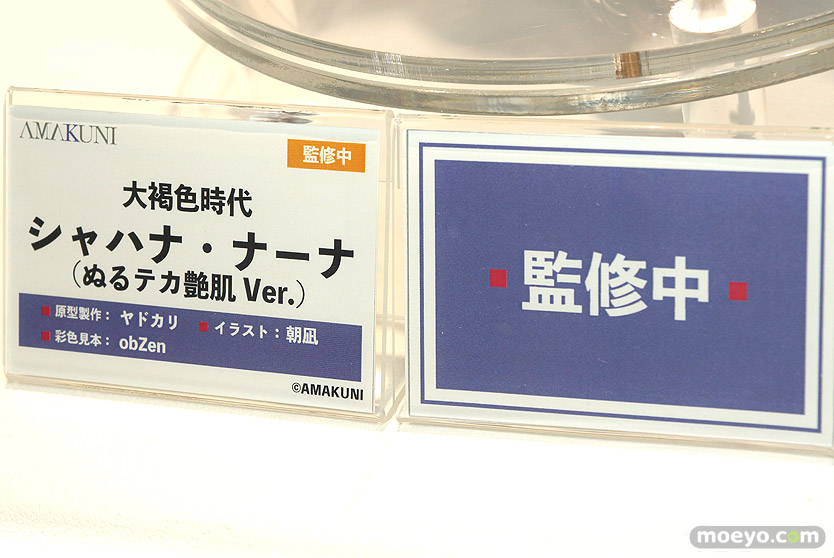 AMAKUNI
監修中
大褐色時代
シャハナ・ナーナ
（ぬるテカ艶肌 Ver.）
■ 原型製作： ヤドカリ ■ イラスト：朝凪
■ 彩色見本： obZen
©AMAKUNI
■ 監修中 ■
moeyo.com